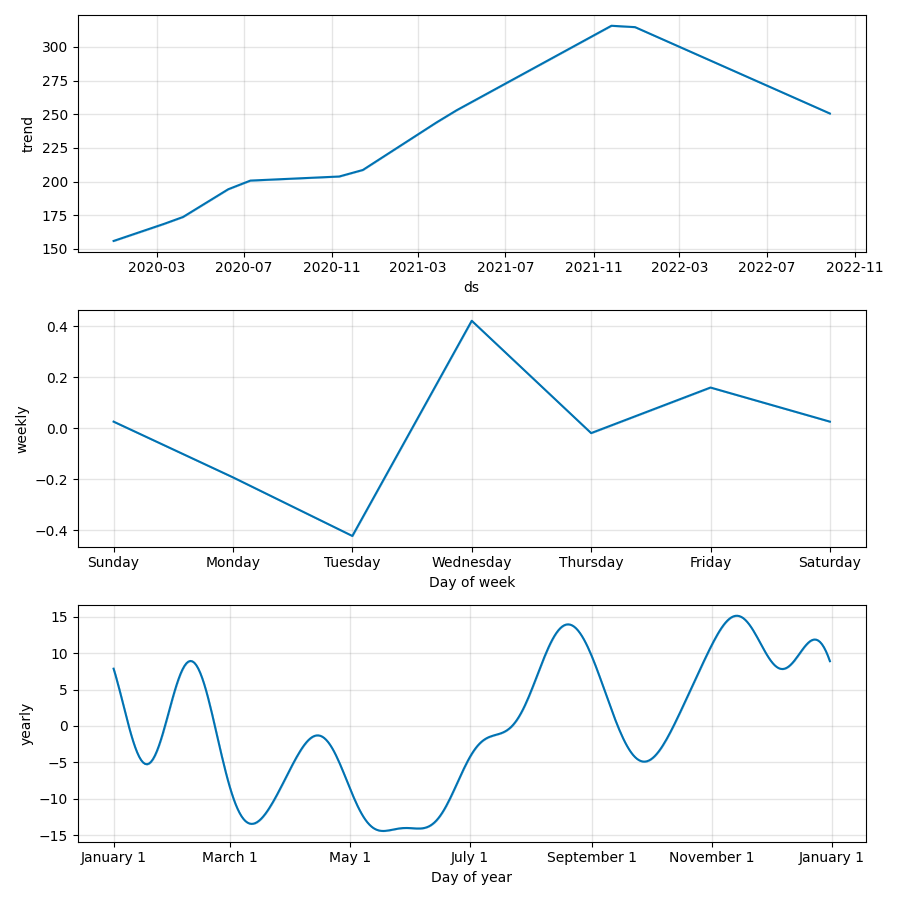 trend
300
275
250
225
200
175
150
2020-03 2020-07 2020-11 2021-03 2021-07 2021-11 2022-03 2022-07 2022-11
ds
weekly
0.4
0.2
0.0
−0.2
−0.4
Sunday Monday Tuesday Wednesday Thursday Friday Saturday
Day of week
yearly
15
10
5
0
−5
−10
−15
January 1 March 1 May 1 July 1 September 1 November 1 January 1
Day of year